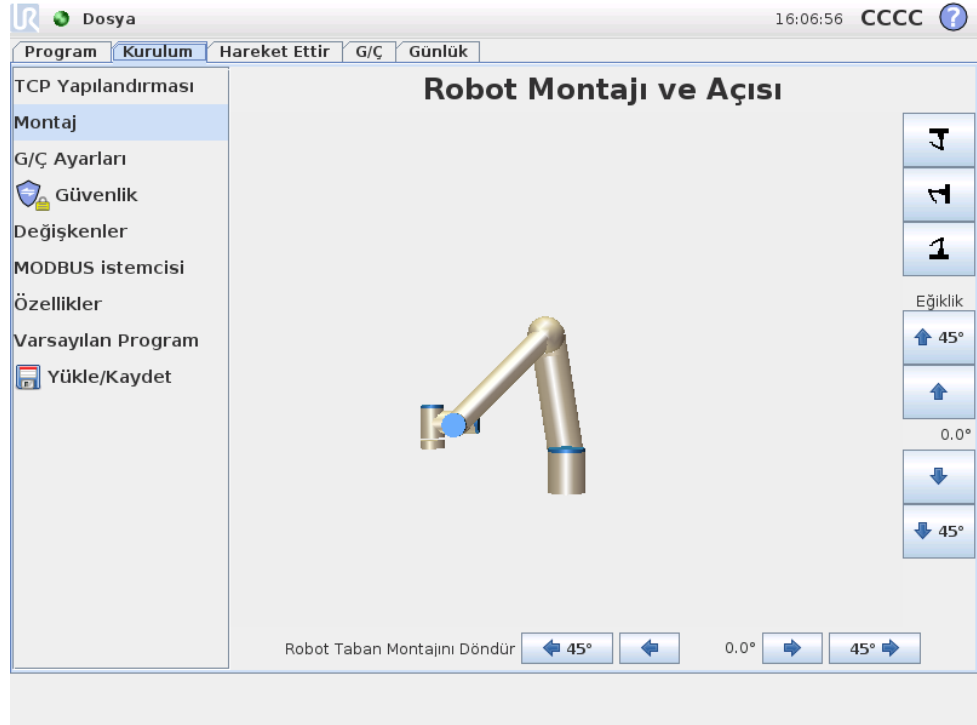 UR Dosya 16:06:56 CCCC ?
Program Kurulum Hareket Ettir G/Ç Günlük
TCP Yapılandırması
Montaj
G/Ç Ayarları
Güvenlik
Değişkenler
MODBUS istemcisi
Özellikler
Varsayılan Program
Yükle/Kaydet
Robot Montajı ve Açısı
Eğiklik
45°
0.0°
45°
Robot Taban Montajını Döndür 45° 0.0° 45°